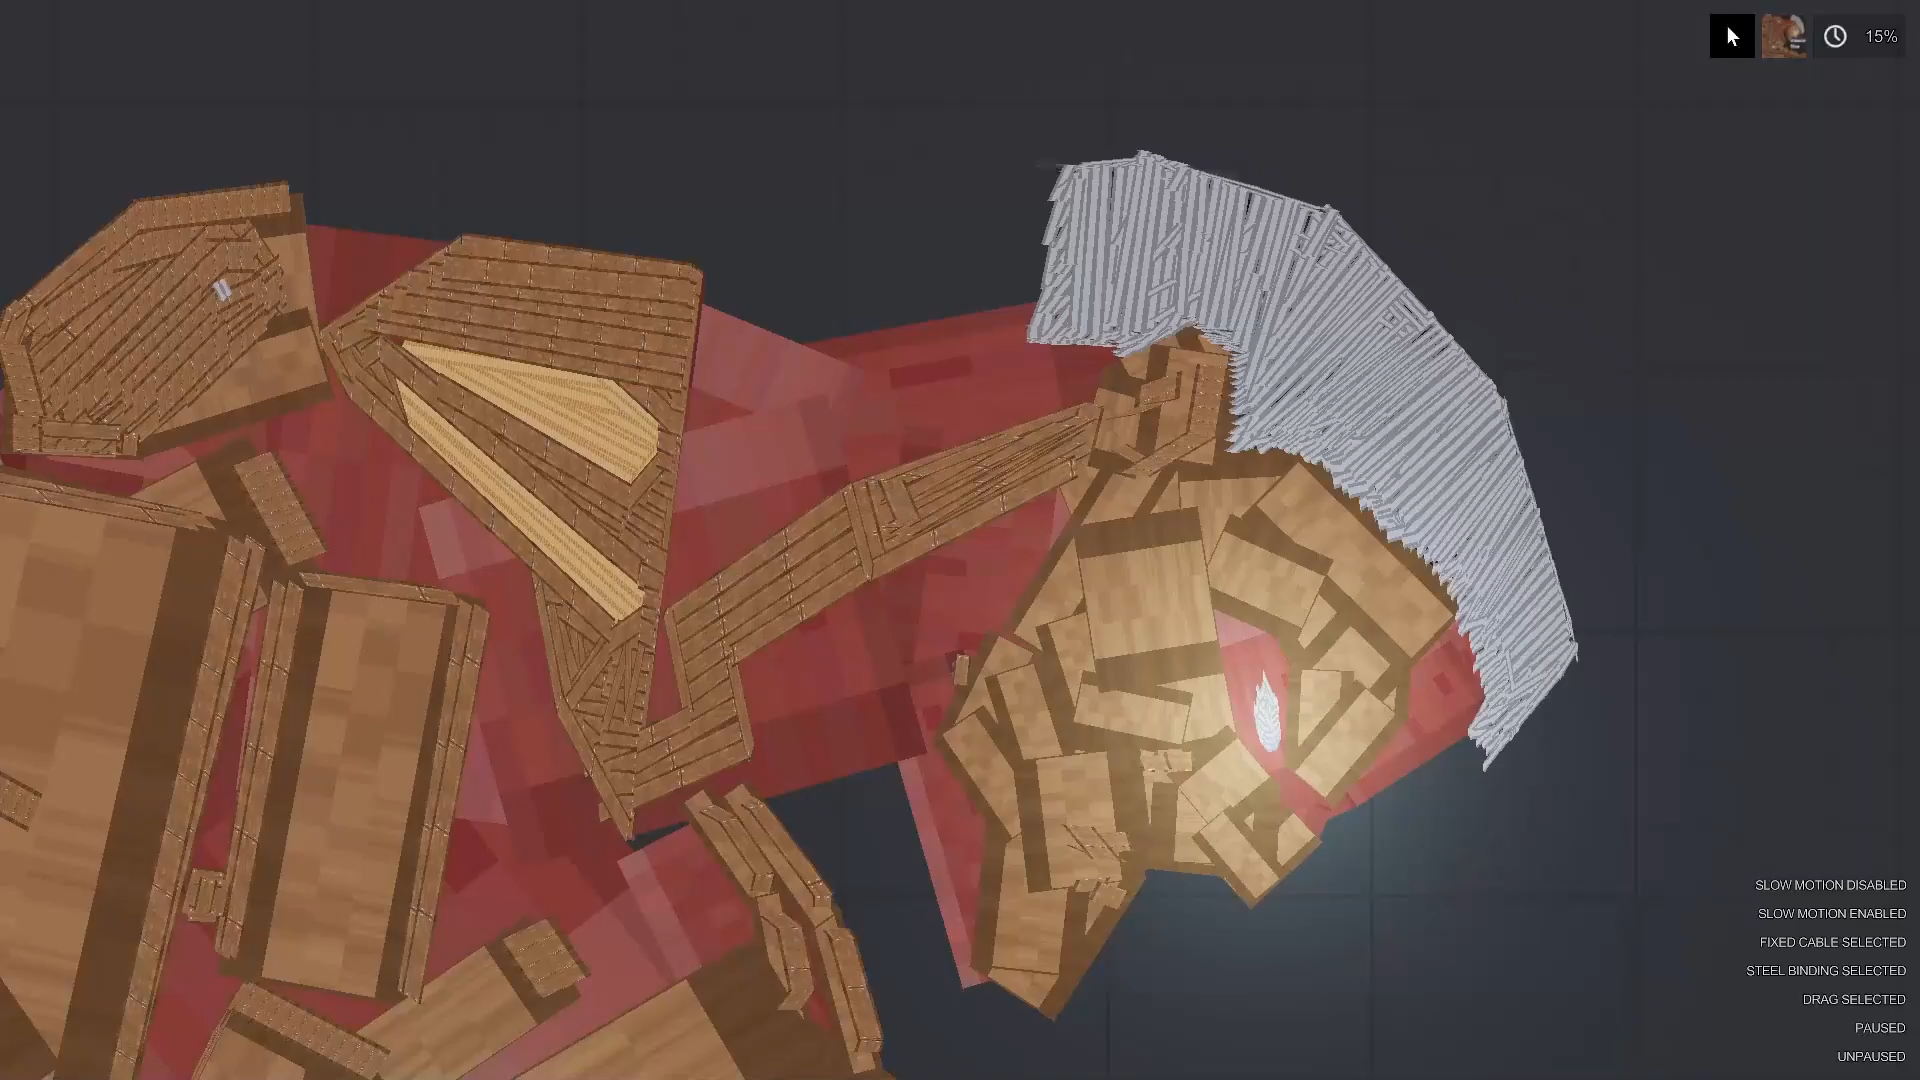 15%
SLOW MOTION DISABLED
SLOW MOTION ENABLED
FIXED CABLE SELECTED
STEEL BINDING SELECTED
DRAG SELECTED
PAUSED
UNPAUSED